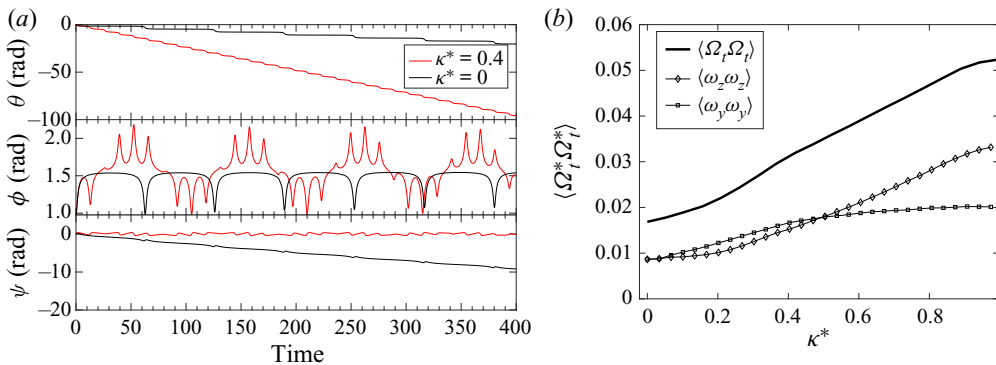 (a)
0
−50
−100
θ (rad)
κ* = 0.4
κ* = 0
2.0
1.5
1.0
ϕ (rad)
0
−10
−20
ψ (rad)
0 50 100 150 200 250 300 350 400
Time
(b)
0.06
0.05
0.04
0.03
0.02
0.01
0
⟨Ω*ₜΩ*ₜ⟩
⟨ΩₜΩₜ⟩
⟨ω_zω_z⟩
⟨ω_yω_y⟩
0 0.2 0.4 0.6 0.8
κ*